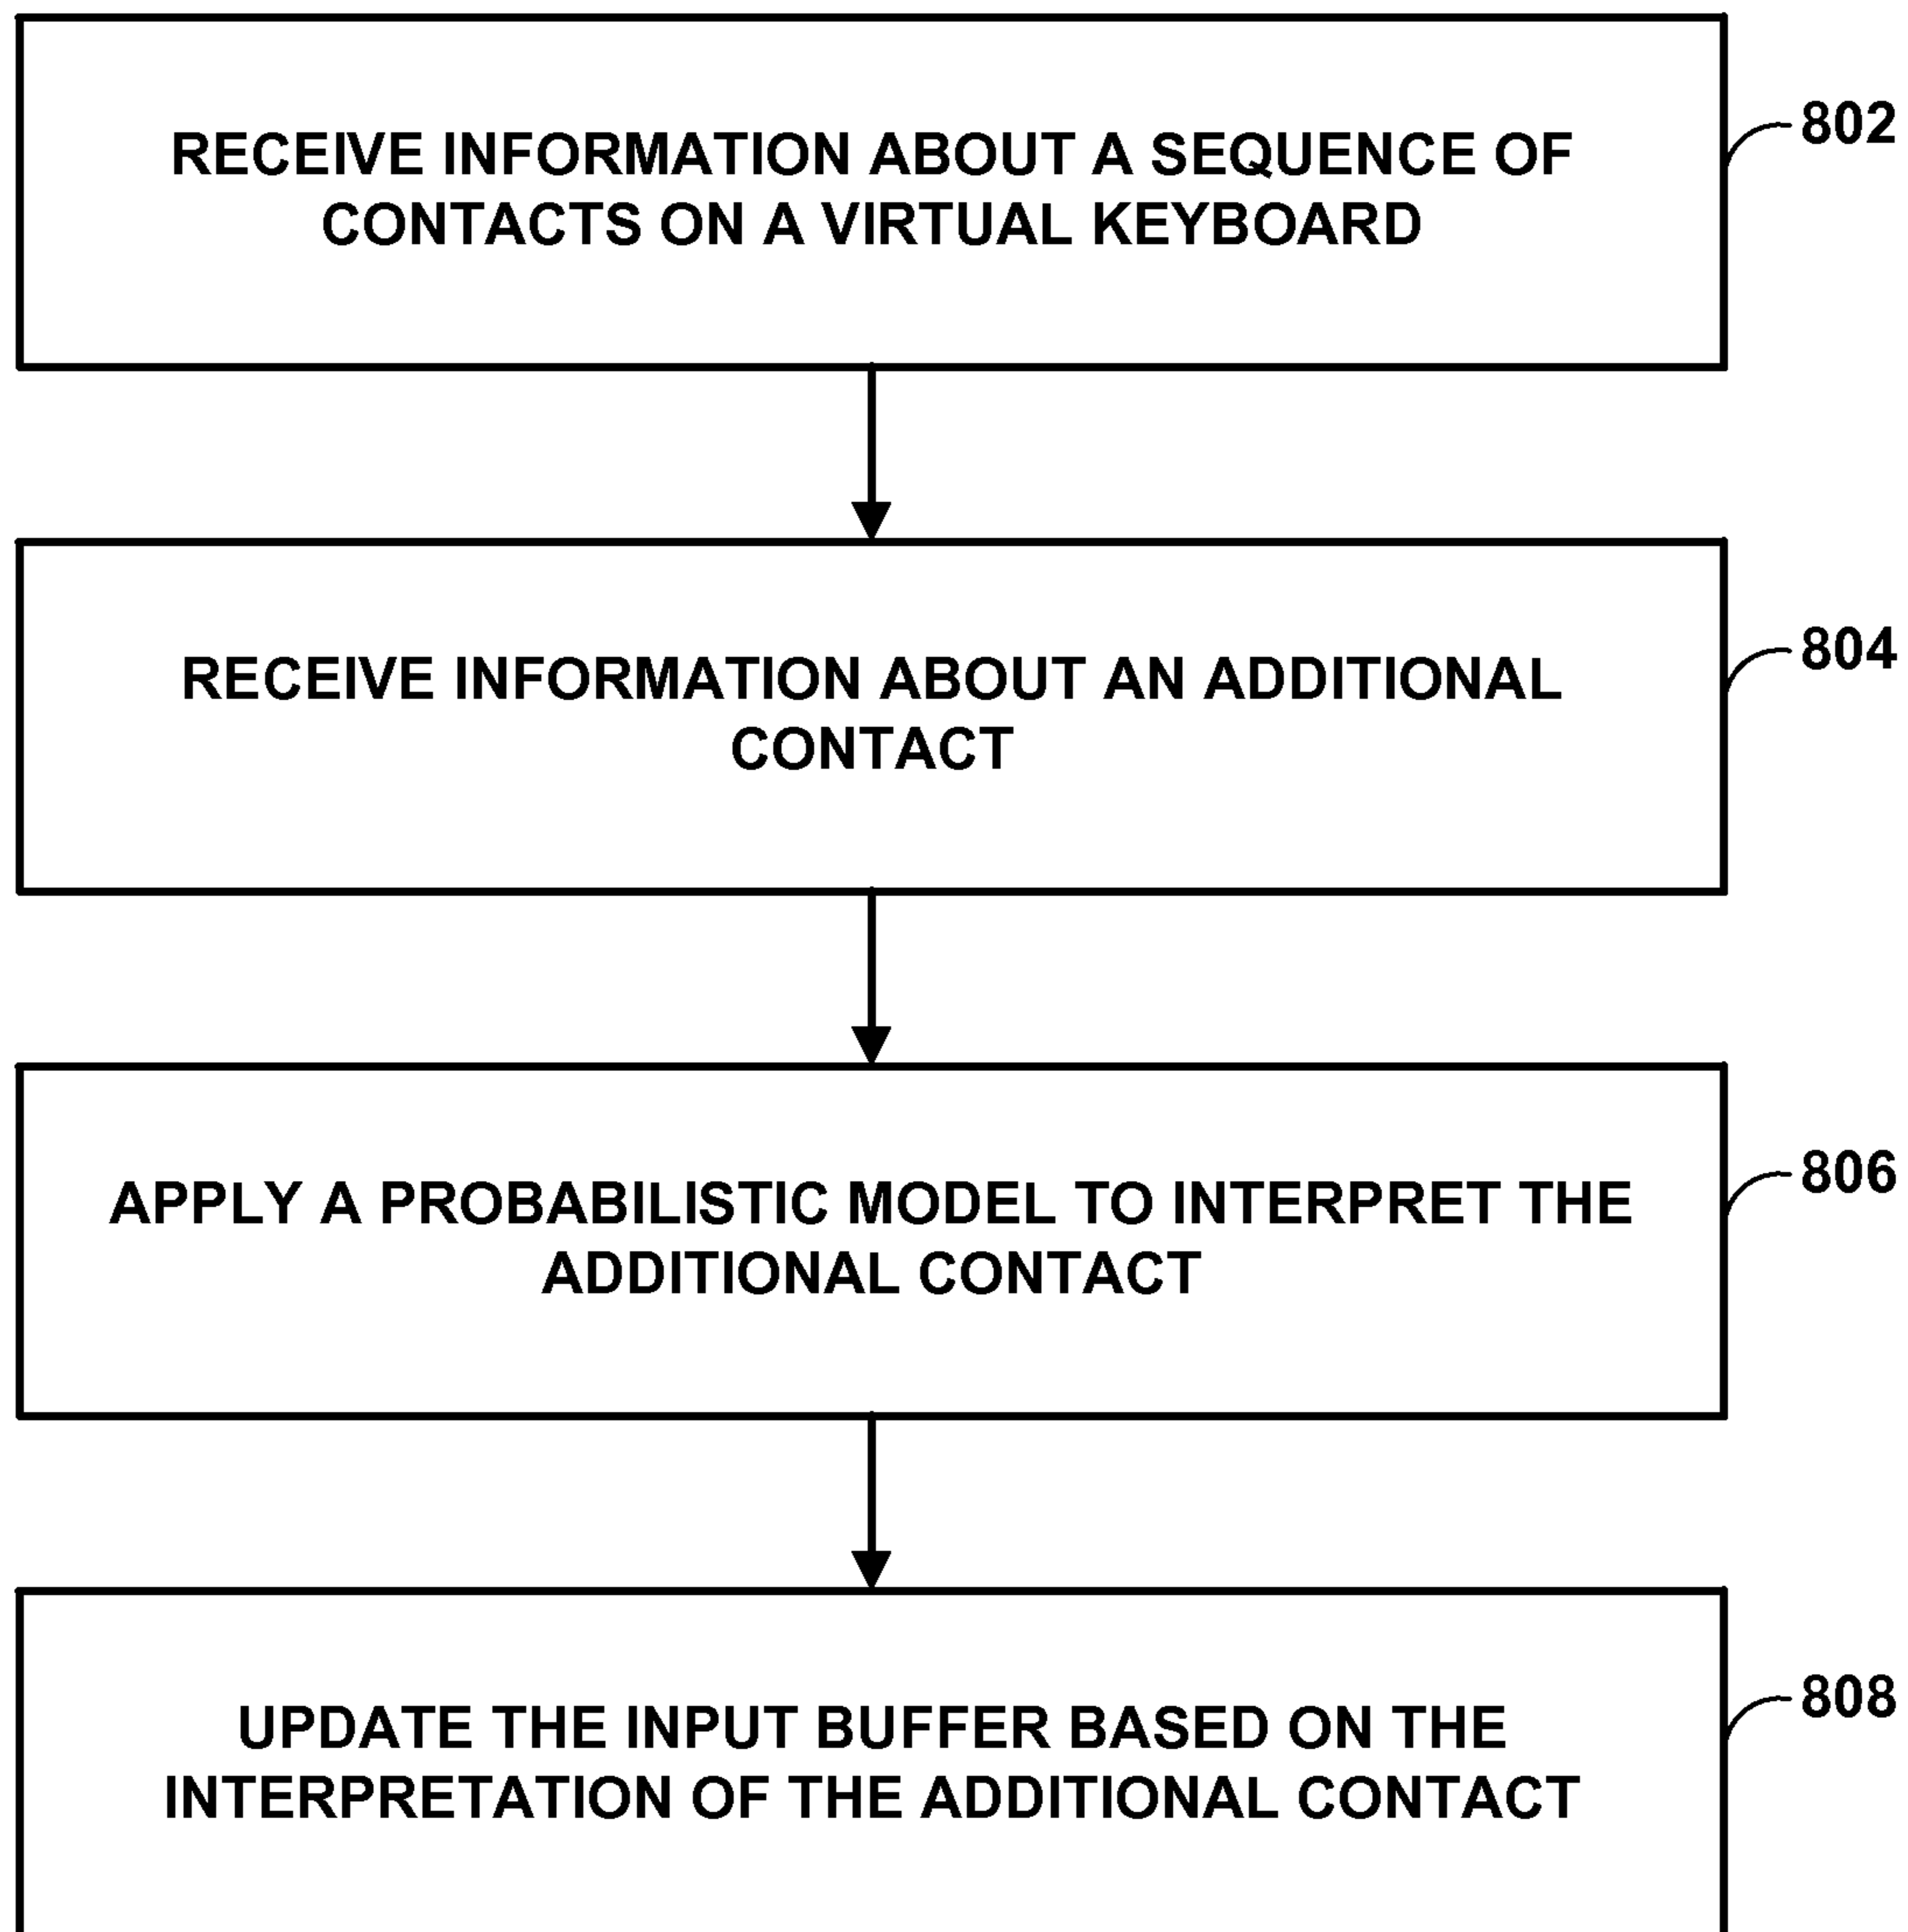 RECEIVE INFORMATION ABOUT A SEQUENCE OF
CONTACTS ON A VIRTUAL KEYBOARD
802
RECEIVE INFORMATION ABOUT AN ADDITIONAL
CONTACT
804
APPLY A PROBABILISTIC MODEL TO INTERPRET THE
ADDITIONAL CONTACT
806
UPDATE THE INPUT BUFFER BASED ON THE
INTERPRETATION OF THE ADDITIONAL CONTACT
808